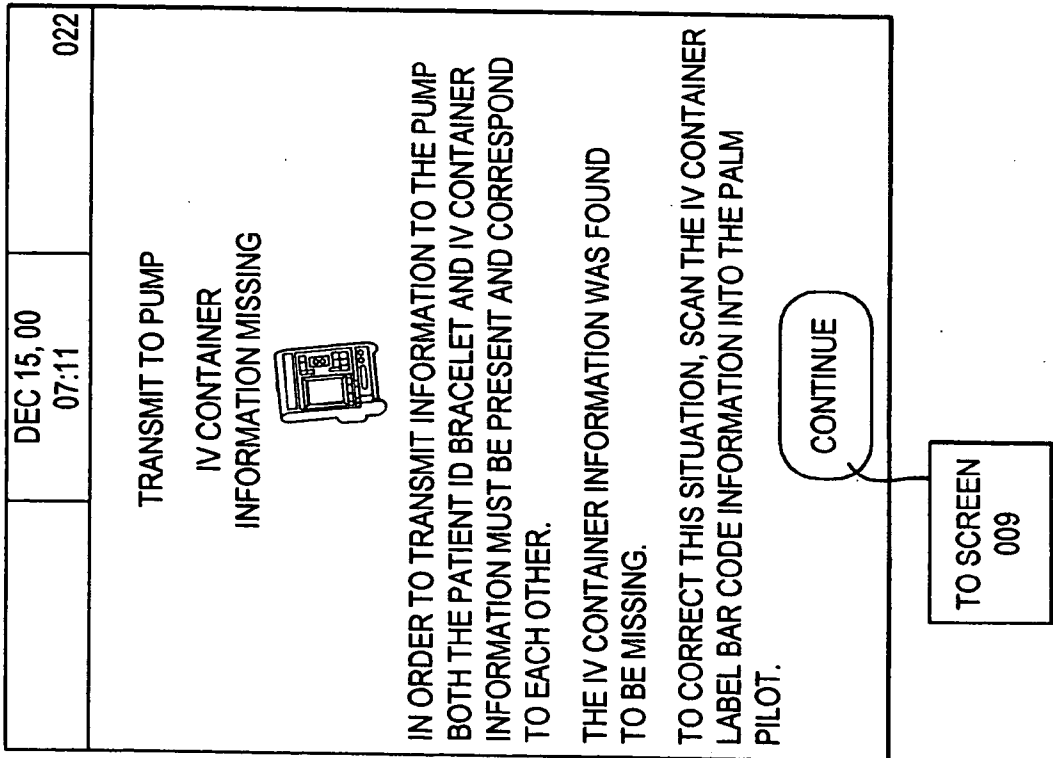 DEC 15, 00
07:11
022
TRANSMIT TO PUMP
IV CONTAINER
INFORMATION MISSING
IN ORDER TO TRANSMIT INFORMATION TO THE PUMP
BOTH THE PATIENT ID BRACELET AND IV CONTAINER
INFORMATION MUST BE PRESENT AND CORRESPOND
TO EACH OTHER.
THE IV CONTAINER INFORMATION WAS FOUND
TO BE MISSING.
TO CORRECT THIS SITUATION, SCAN THE IV CONTAINER
LABEL BAR CODE INFORMATION INTO THE PALM
PILOT.
CONTINUE
TO SCREEN
009